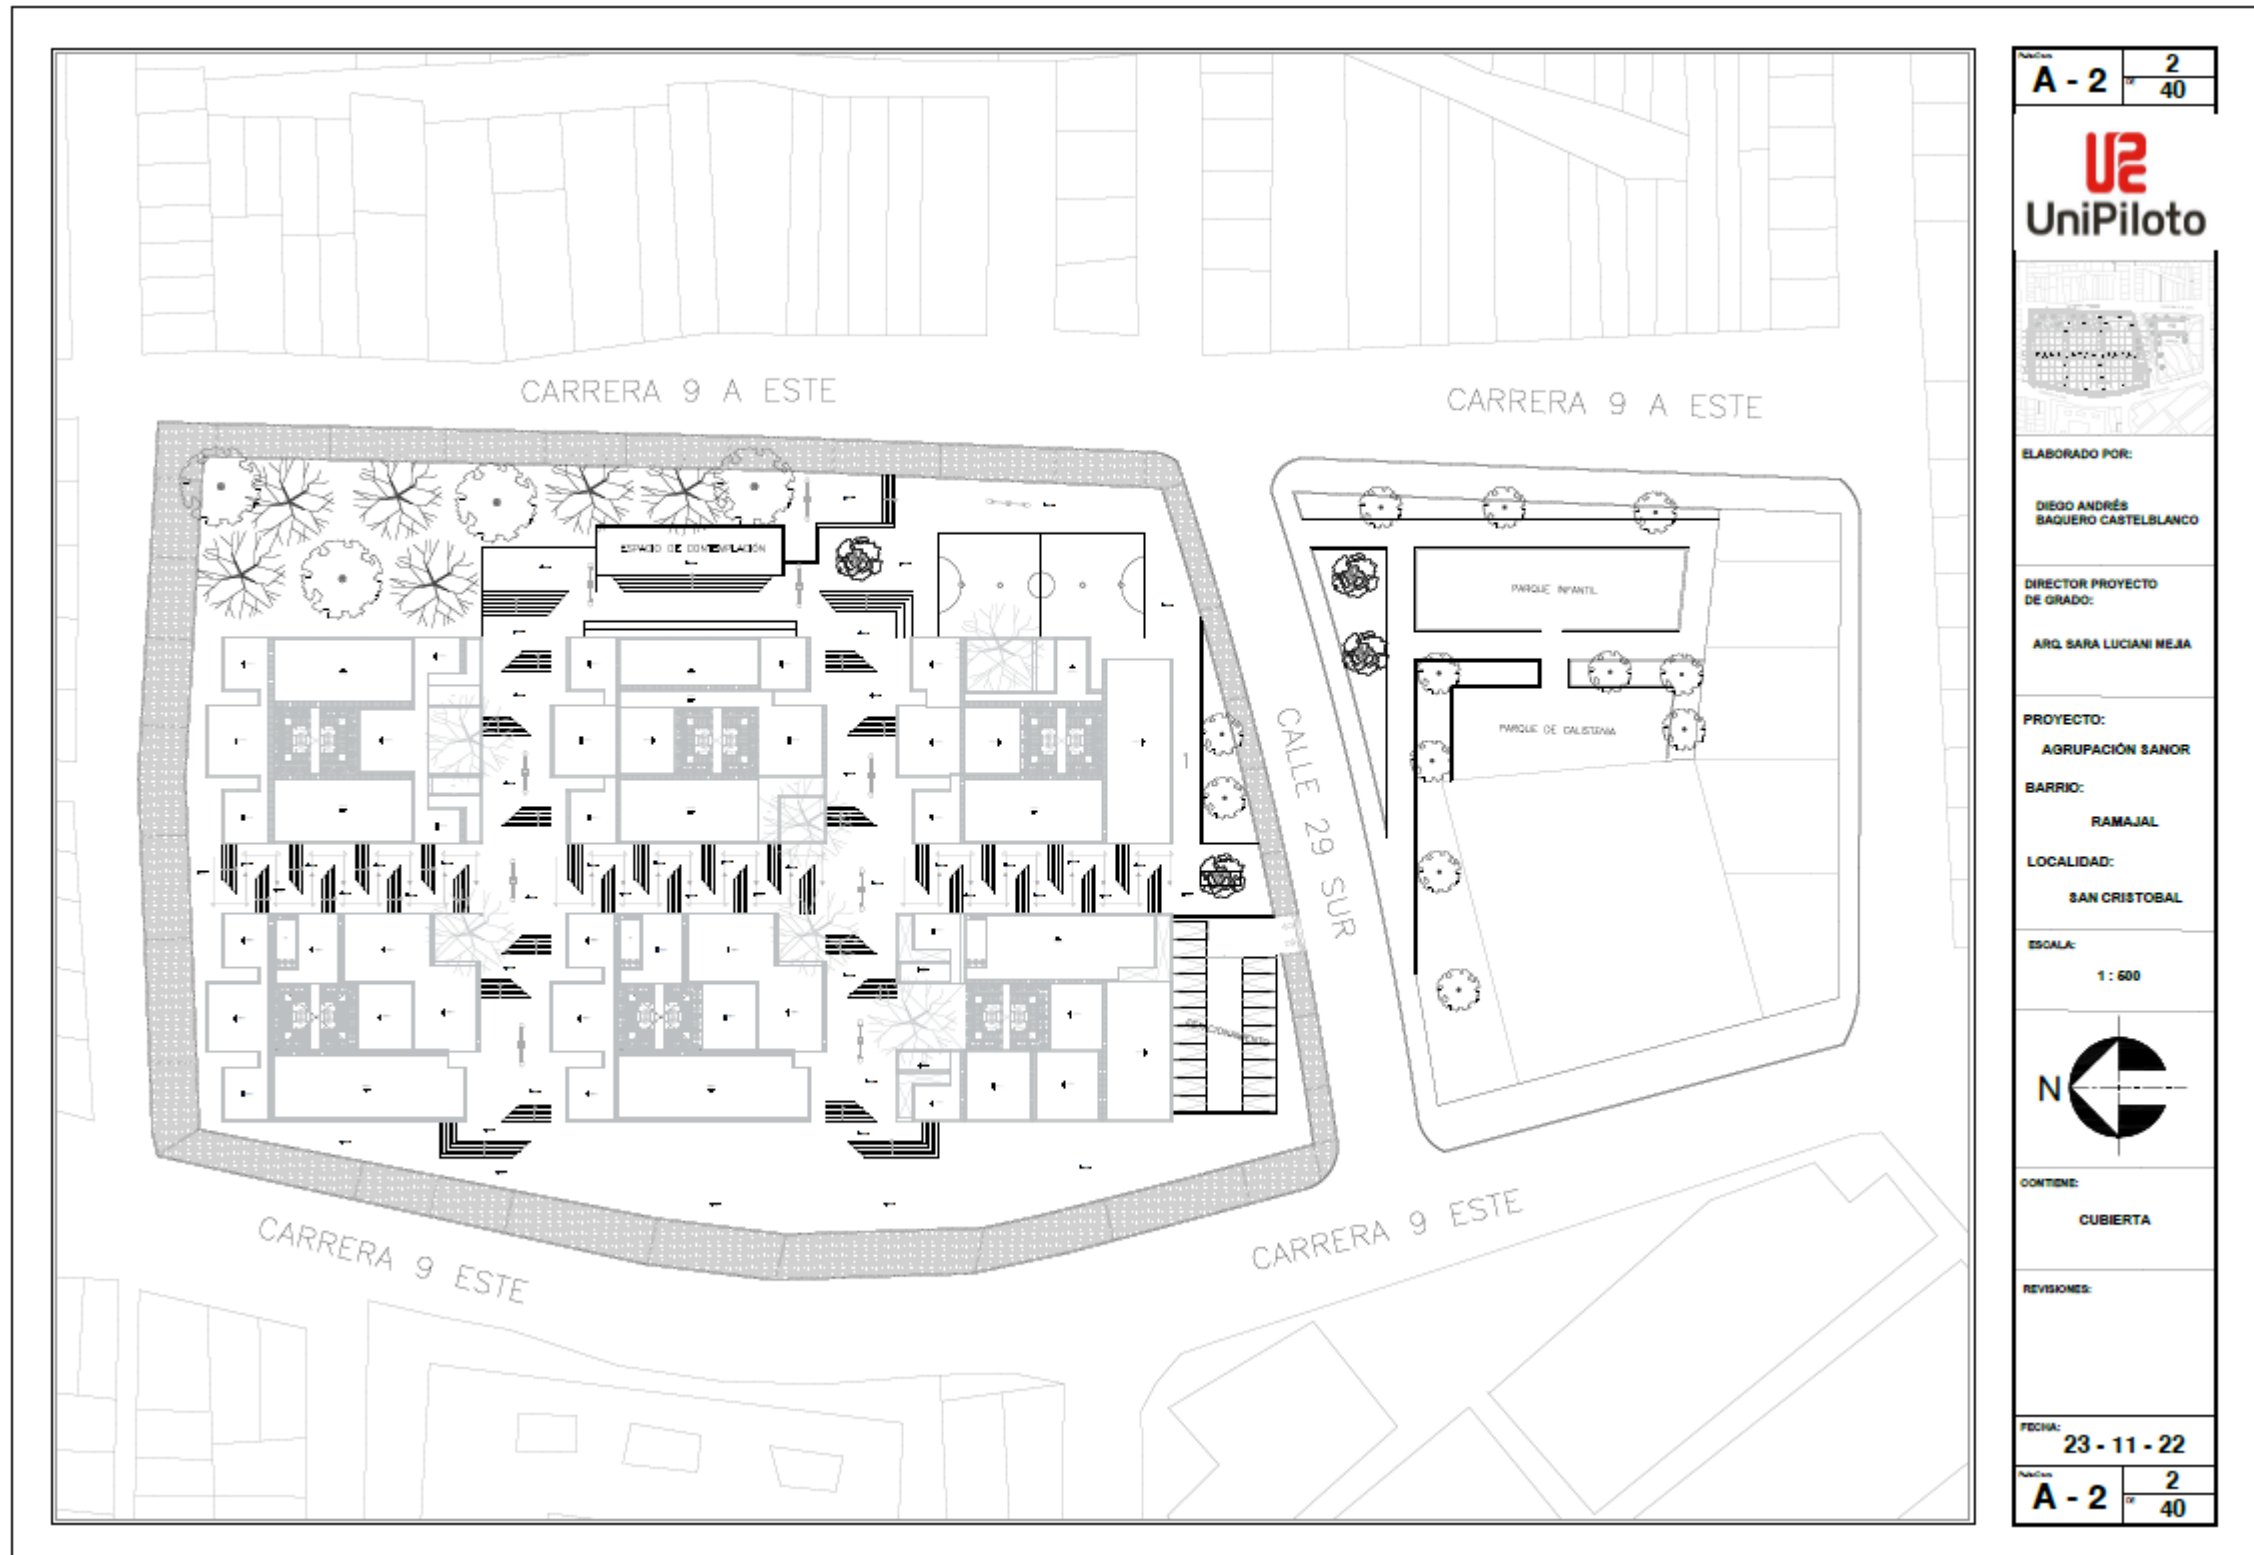 CARRERA 9 A ESTE
CARRERA 9 A ESTE
ESPACIO DE CONTEMPLACIÓN
PARQUE INFANTIL
PARQUE DE CALISTENIA
CALLE 29 SUR
ESTACIONAMIENTO
CARRERA 9 ESTE
CARRERA 9 ESTE
A - 2
2
DE
40
UniPiloto
ELABORADO POR:
DIEGO ANDRÉS
BAQUERO CASTELBLANCO
DIRECTOR PROYECTO
DE GRADO:
ARQ. SARA LUCIANI MEJIA
PROYECTO:
AGRUPACIÓN SANOR
BARRIO:
RAMAJAL
LOCALIDAD:
SAN CRISTOBAL
ESCALA:
1 : 500
N
CONTIENE:
CUBIERTA
REVISIONES:
FECHA:
23 - 11 - 22
A - 2
2
DE
40